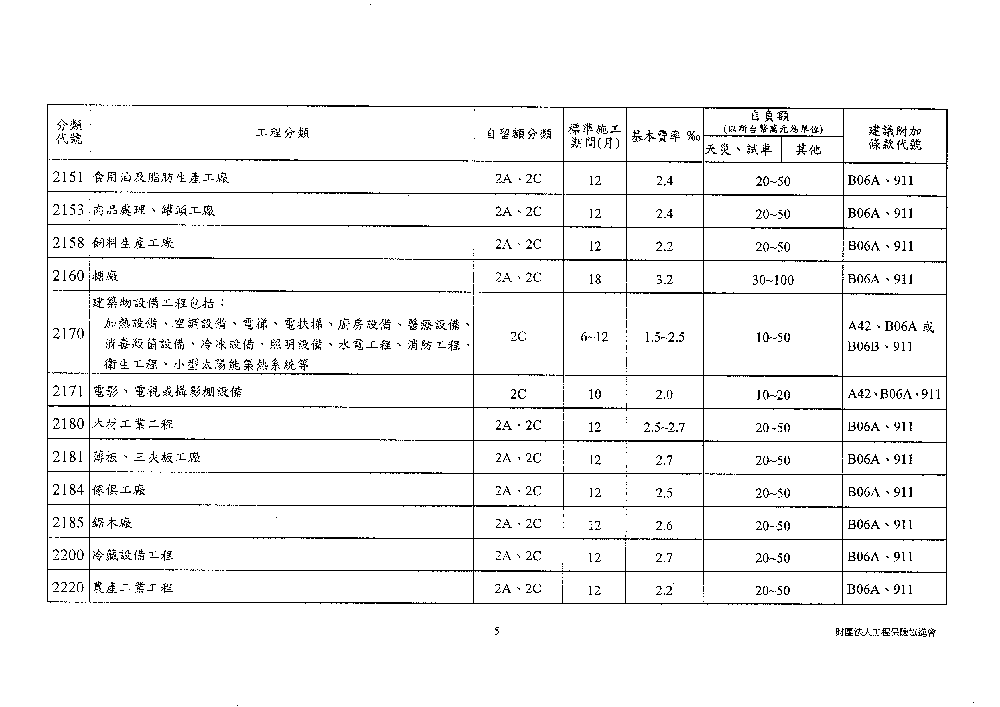 分類代號 工程分類 自留額分類 標準施工期間(月) 基本費率 ‰ 自負額 (以新台幣萬元為單位) 天災、試車 其他 建議附加條款代號
2151 食用油及脂肪生產工廠 2A、2C 12 2.4 20~50 B06A、911
2153 肉品處理、罐頭工廠 2A、2C 12 2.4 20~50 B06A、911
2158 飼料生產工廠 2A、2C 12 2.2 20~50 B06A、911
2160 糖廠 2A、2C 18 3.2 30~100 B06A、911
2170 建築物設備工程包括：
加熱設備、空調設備、電梯、電扶梯、廚房設備、醫療設備、
消毒殺菌設備、冷凍設備、照明設備、水電工程、消防工程、
衛生工程、小型太陽能集熱系統等
2C 6~12 1.5~2.5 10~50 A42、B06A 或
B06B、911
2171 電影、電視或攝影棚設備 2C 10 2.0 10~20 A42、B06A、911
2180 木材工業工程 2A、2C 12 2.5~2.7 20~50 B06A、911
2181 薄板、三夾板工廠 2A、2C 12 2.7 20~50 B06A、911
2184 傢俱工廠 2A、2C 12 2.5 20~50 B06A、911
2185 鋸木廠 2A、2C 12 2.6 20~50 B06A、911
2200 冷藏設備工程 2A、2C 12 2.7 20~50 B06A、911
2220 農產工業工程 2A、2C 12 2.2 20~50 B06A、911
5
財團法人工程保險協進會